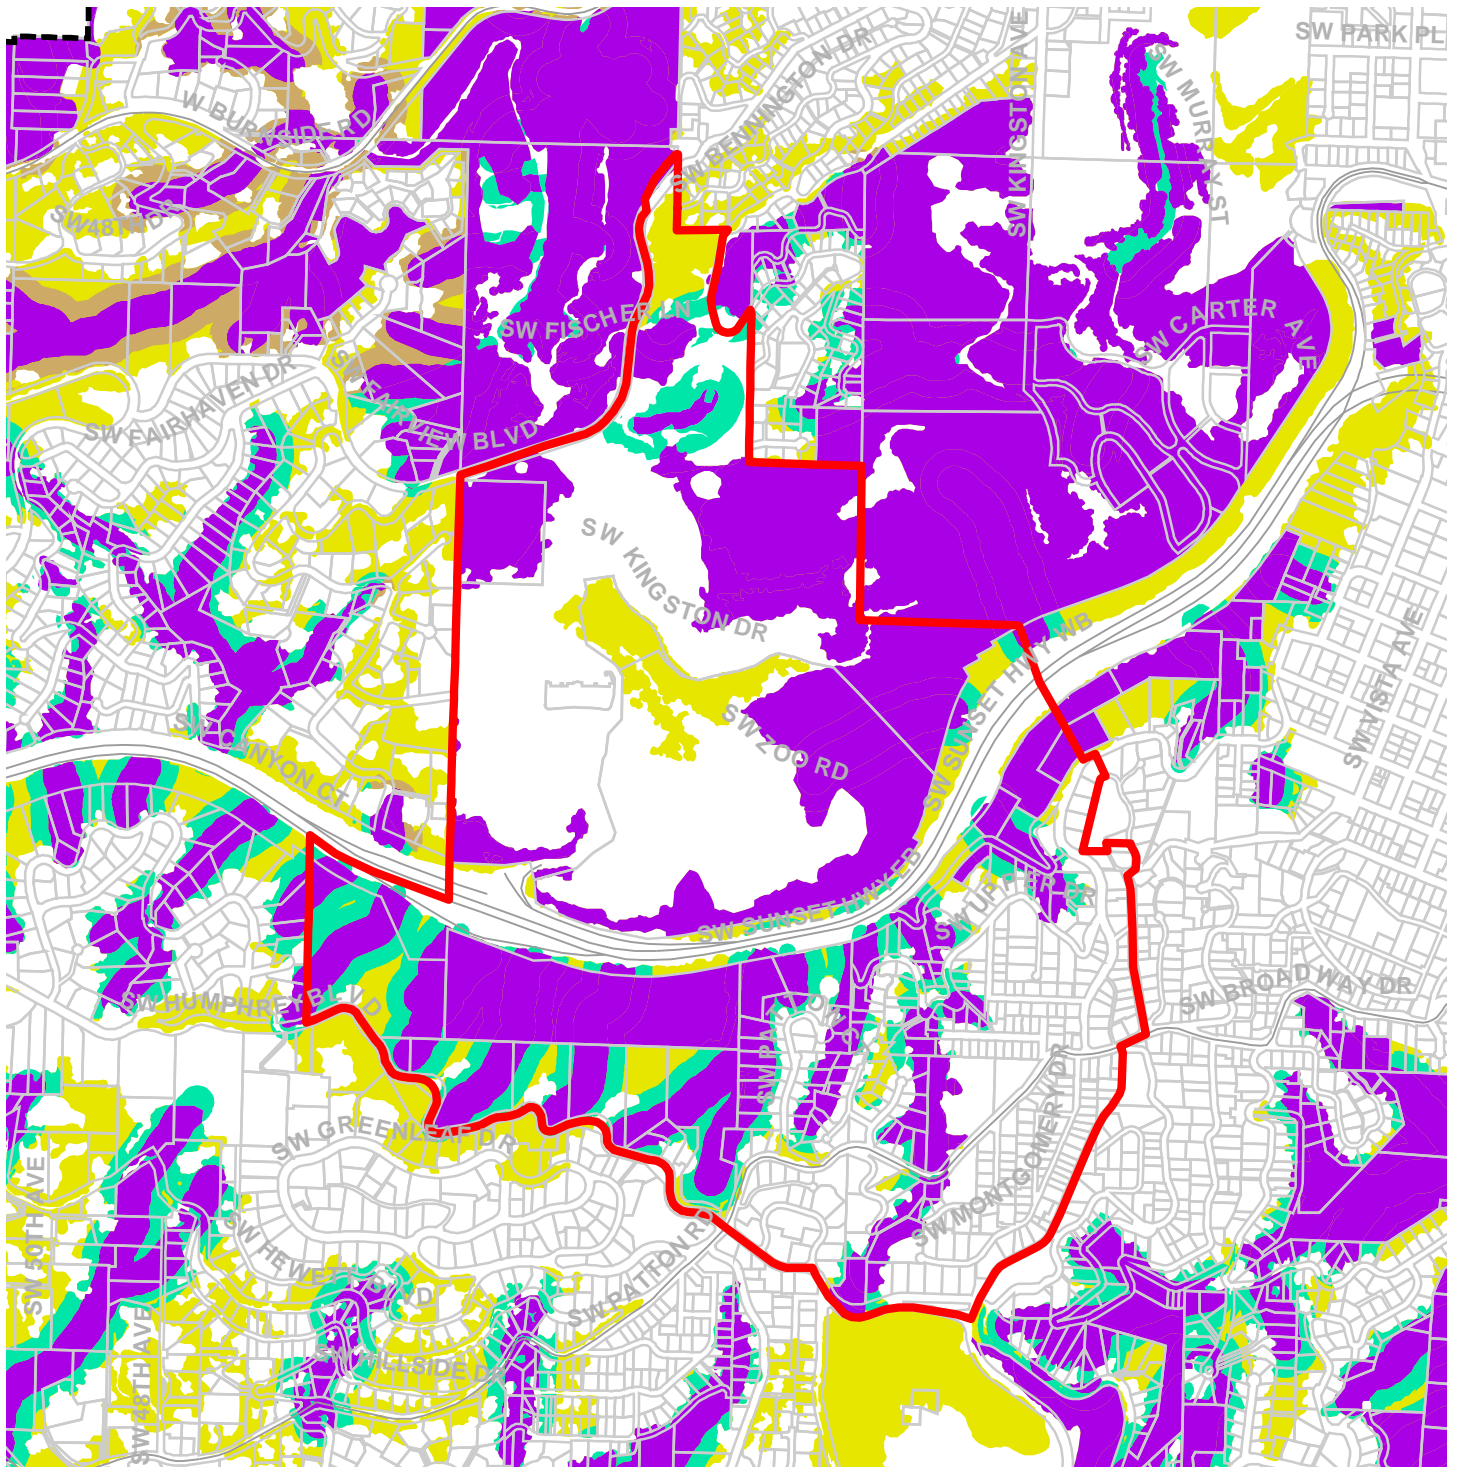 SW PARK PL
SW BENNINGTON DR
SW KINGSTON AVE
SW MURRAY ST
W BURNSIDE RD
SW 48TH DR
SW FISCHER LN
SW CARTER
AVE
SW FAIRHAVEN DR
SW FAIRVIEW BLVD
SW KINGSTON DR
SW SUNSET HWY WB
SW VISTA AVE
SW CANYON CT
SW ZOO RD
SW SUNSET HWY EB
SW UPPER DR
SW HUMPHREY BLVD
SW BROADWAY DR
SW GREENLEAF DR
SW MONTGOMERY DR
SW 50TH AVE
SW HEWETT BLVD
SW PATTON RD
SW HILLSIDE DR
SW 48TH AVE